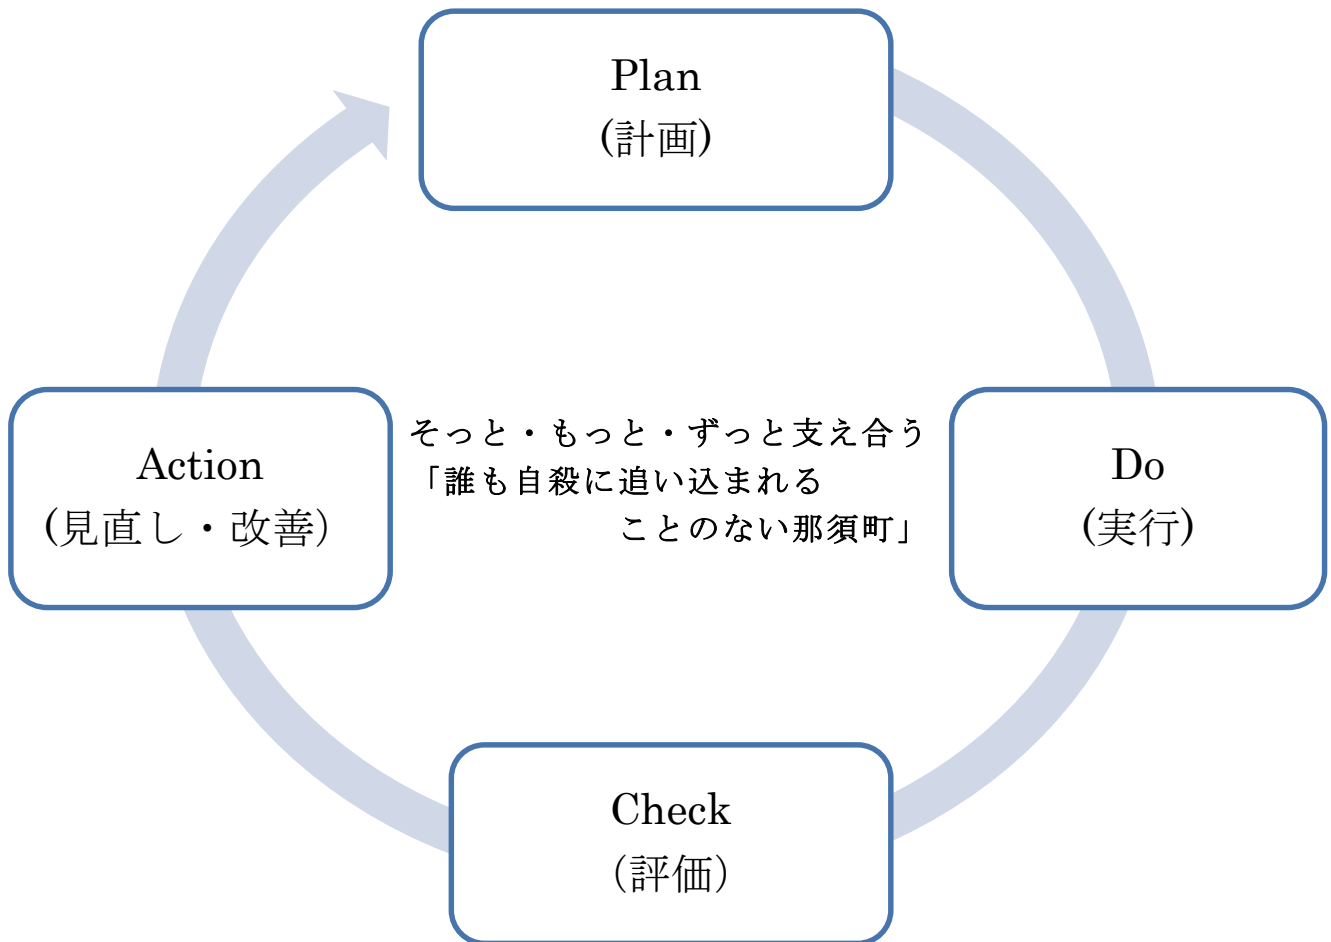 Plan
(計画)
そっと・もっと・ずっと支え合う
「誰も自殺に追い込まれる
ことのない那須町」
Do
(実行)
Check
（評価）
Action
(見直し・改善）